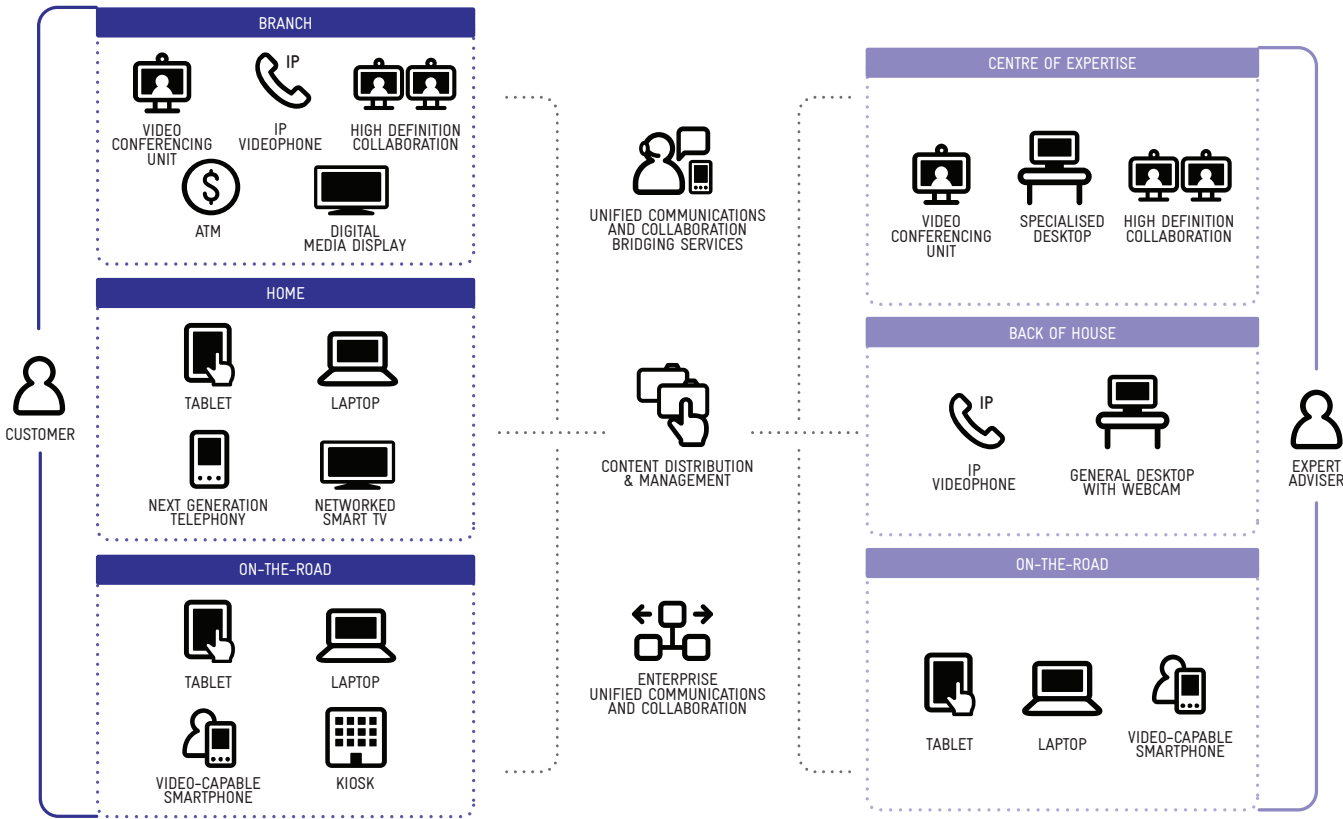 BRANCH
IP
VIDEO
CONFERENCING
UNIT
IP
VIDEOPHONE
HIGH DEFINITION
COLLABORATION
$
ATM
DIGITAL
MEDIA DISPLAY
HOME
TABLET
LAPTOP
NEXT GENERATION
TELEPHONY
NETWORKED
SMART TV
ON-THE-ROAD
TABLET
LAPTOP
VIDEO-CAPABLE
SMARTPHONE
KIOSK
CUSTOMER
UNIFIED COMMUNICATIONS
AND COLLABORATION
BRIDGING SERVICES
CONTENT DISTRIBUTION
& MANAGEMENT
ENTERPRISE
UNIFIED COMMUNICATIONS
AND COLLABORATION
CENTRE OF EXPERTISE
VIDEO
CONFERENCING
UNIT
SPECIALISED
DESKTOP
HIGH DEFINITION
COLLABORATION
BACK OF HOUSE
IP
IP
VIDEOPHONE
GENERAL DESKTOP
WITH WEBCAM
ON-THE-ROAD
TABLET
LAPTOP
VIDEO-CAPABLE
SMARTPHONE
EXPERT
ADVISER